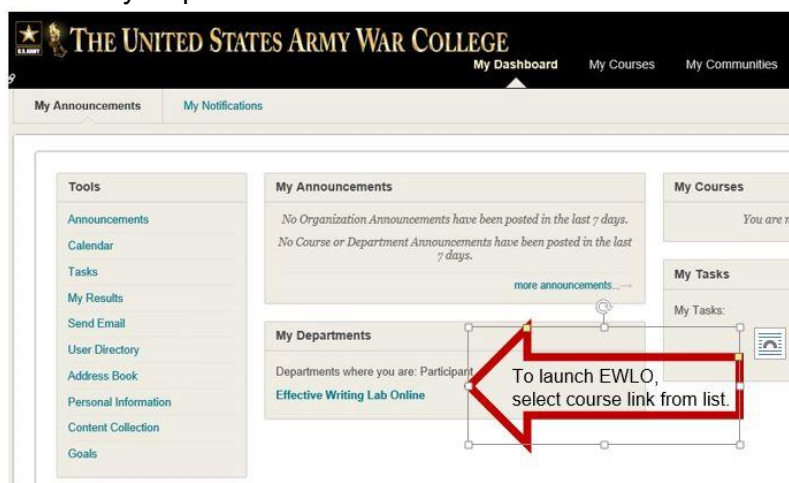 U.S. ARMY
THE UNITED STATES ARMY WAR COLLEGE
My Dashboard My Courses My Communities
My Announcements My Notifications
Tools
Announcements
Calendar
Tasks
My Results
Send Email
User Directory
Address Book
Personal Information
Content Collection
Goals
My Announcements
No Organization Announcements have been posted in the last 7 days.
No Course or Department Announcements have been posted in the last
7 days.
more announcements...→
My Departments
Departments where you are: Participant
Effective Writing Lab Online
To launch EWLO,
select course link from list.
My Courses
You are
My Tasks
My Tasks: